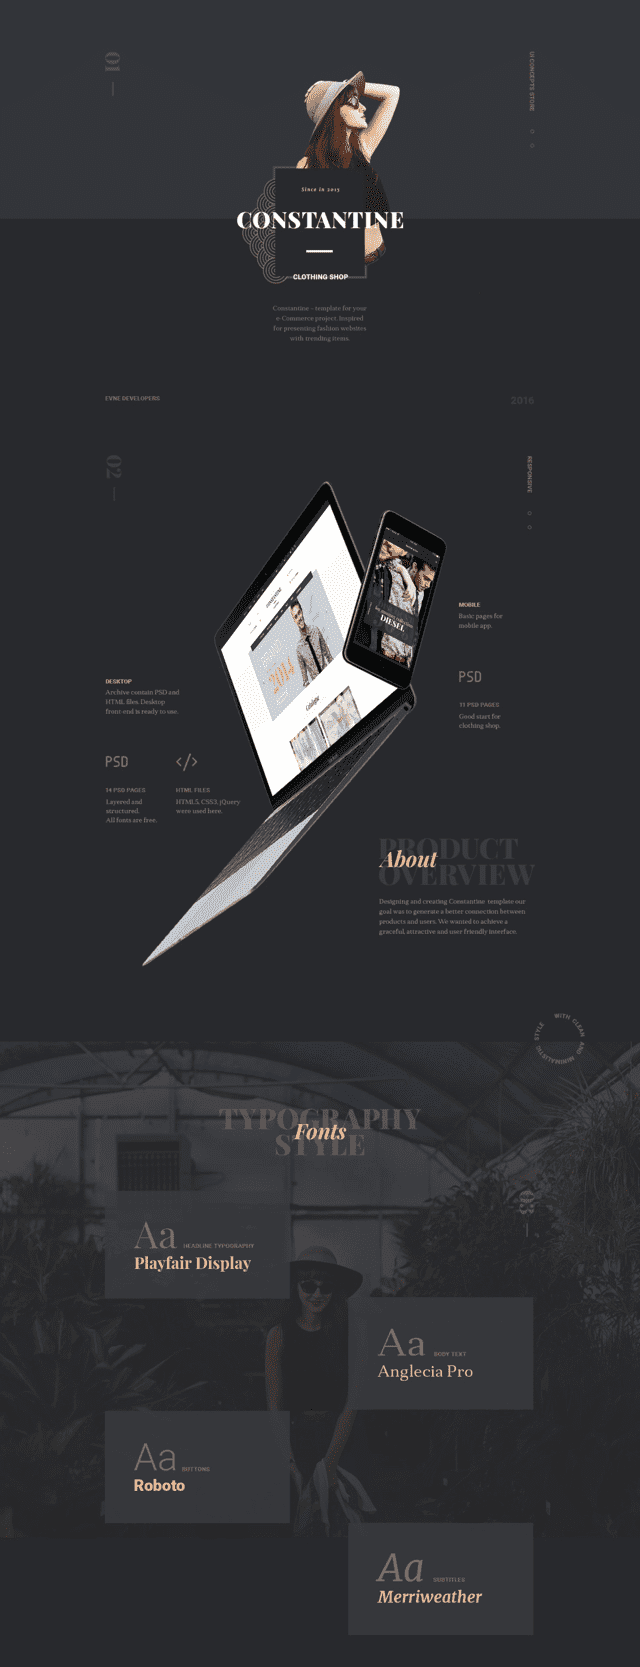 01
UI CONCEPTS STORE
Since in 2015
CONSTANTINE
CLOTHING SHOP
Constantine - template for your
e-Commerce project. Inspired
for presenting fashion websites
with trending items.
EVNE DEVELOPERS
2016
02
RESPONSIVE
DIESEL
MOBILE
Basic pages for
mobile app.
PSD
11 PSD PAGES
Good start for
clothing shop.
DESKTOP
Archive contain PSD and
HTML files. Desktop
front-end is ready to use.
PSD
</>
14 PSD PAGES
Layered and
structured.
All fonts are free.
HTML FILES
HTML5, CSS3, jQuery
were used here.
PRODUCT
About
OVERVIEW
Designing and creating Constantine template our
goal was to generate a better connection between
products and users. We wanted to achieve a
graceful, attractive and user friendly interface.
WITH CLEAN AND MINIMALISTIC STYLE
TYPOGRAPHY
Fonts
STYLE
03
Aa HEADLINE TYPOGRAPHY
Playfair Display
Aa BODY TEXT
Anglecia Pro
Aa BUTTONS
Roboto
Aa SUBTITLES
Merriweather